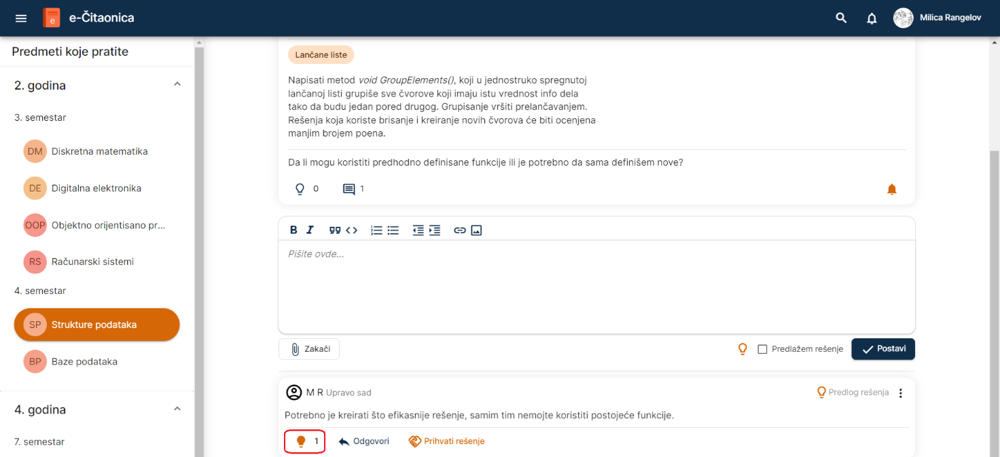 e e-Čitaonica
Milica Rangelov
Predmeti koje pratite
2. godina
3. semestar
DM Diskretna matematika
DE Digitalna elektronika
OOP Objektno orijentisano pr...
RS Računarski sistemi
4. semestar
SP Strukture podataka
BP Baze podataka
4. godina
7. semestar
Lančane liste
Napisati metod void GroupElements(), koji u jednostruko spregnutoj
lančanoj listi grupiše sve čvorove koji imaju istu vrednost info dela
tako da budu jedan pored drugog. Grupisanje vršiti prelančavanjem.
Rešenja koja koriste brisanje i kreiranje novih čvorova će biti ocenjena
manjim brojem poena.
Da li mogu koristiti predhodno definisane funkcije ili je potrebno da sama definišem nove?
0 1
B I
Pišite ovde...
Zakači
Predlažem rešenje
Postavi
M R Upravo sad
Predlog rešenja
Potrebno je kreirati što efikasnije rešenje, samim tim nemojte koristiti postojeće funkcije.
1 Odgovori Prihvati rešenje